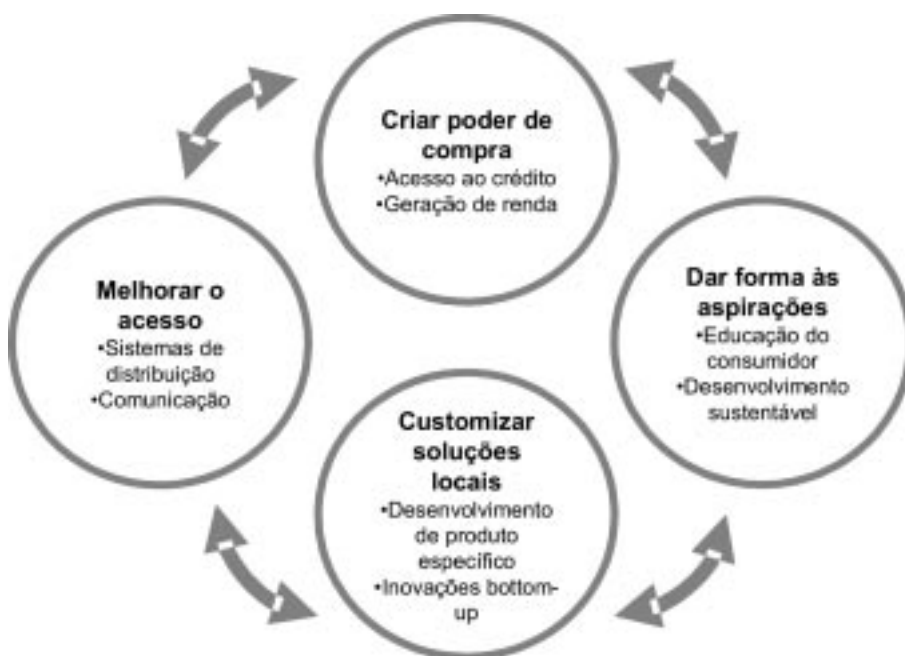 Criar poder de
compra
•Acesso ao crédito
•Geração de renda
Melhorar o
acesso
•Sistemas de
distribuição
•Comunicação
Dar forma às
aspirações
•Educação do
consumidor
•Desenvolvimento
sustentável
Customizar
soluções
locais
•Desenvolvimento
de produto
específico
•Inovações bottom-
up